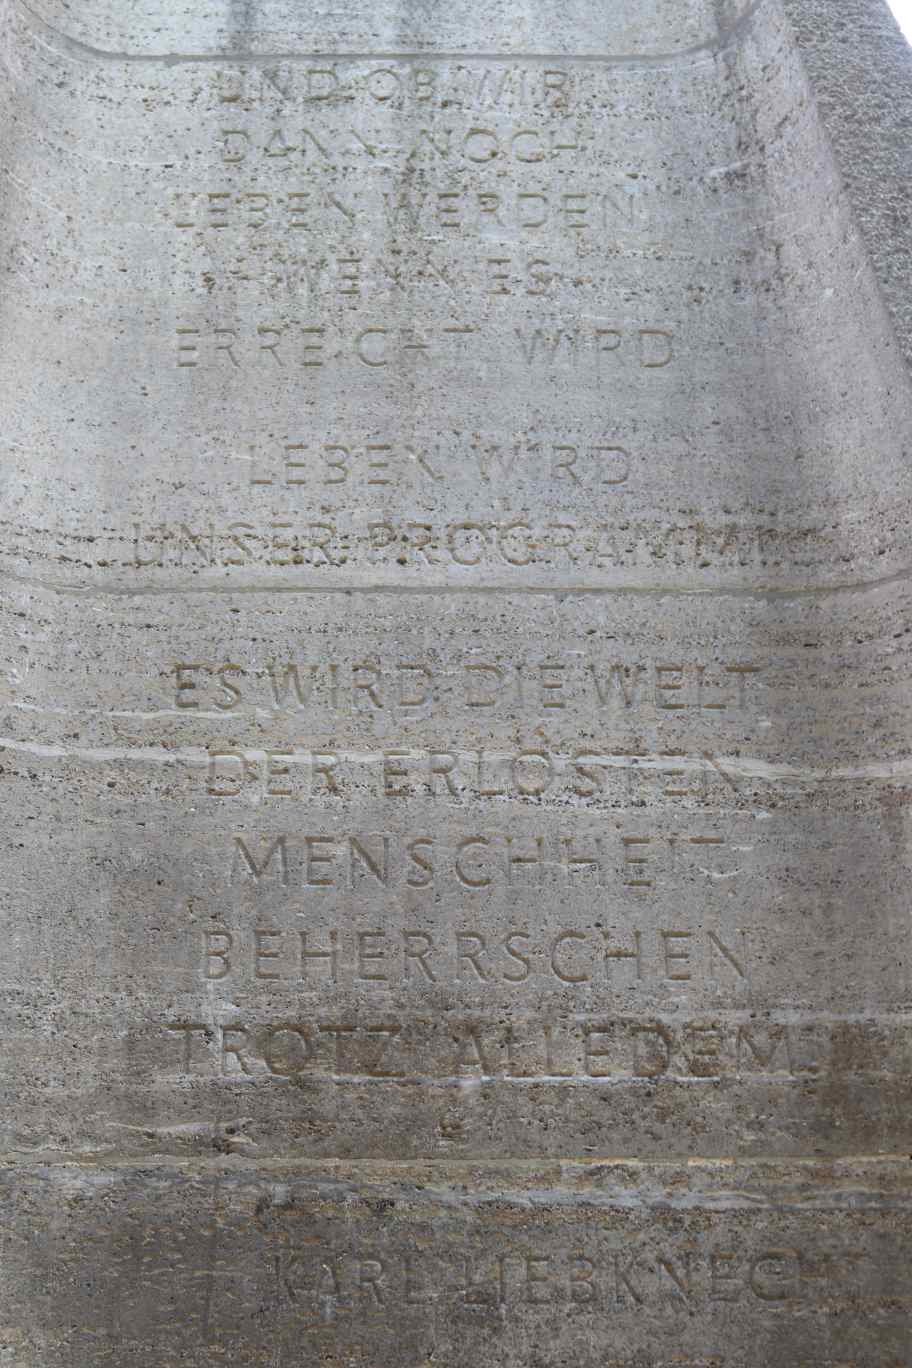 UND OB WIR
DANN NOCH
LEBEN WERDEN
WENN ES
ERREICHT WIRD
LEBEN WIRD
UNSER PROGRAMM
ES WIRD DIE WELT
DER ERLÖSTEN
MENSCHHEIT
BEHERRSCHEN
TROTZ ALLEDEM
KARL LIEBKNECHT